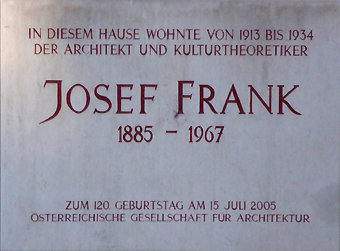 IN DIESEM HAUSE WOHNTE VON 1913 BIS 1934
DER ARCHITEKT UND KULTURTHEORETIKER
JOSEF FRANK
1885 – 1967
ZUM 120. GEBURTSTAG AM 15. JULI 2005
ÖSTERREICHISCHE GESELLSCHAFT FÜR ARCHITEKTUR